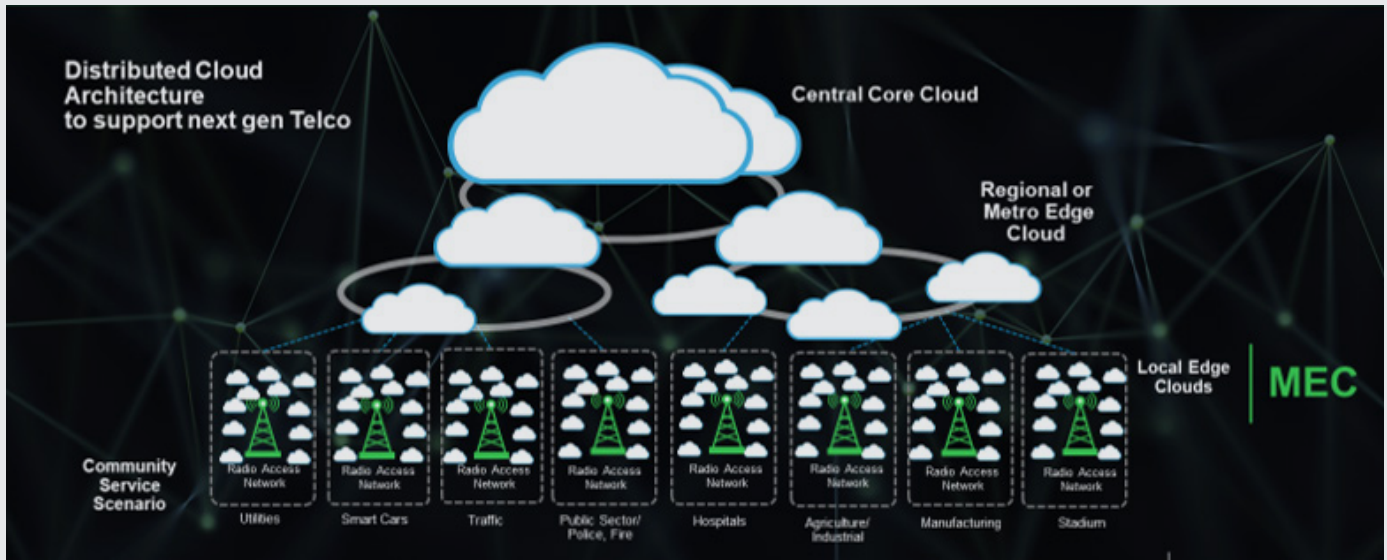 Distributed Cloud
Architecture
to support next gen Telco
Central Core Cloud
Regional or
Metro Edge
Cloud
Local Edge
Clouds
MEC
Community
Service
Scenario
Radio Access
Network
Utilities
Radio Access
Network
Smart Cars
Radio Access
Network
Traffic
Radio Access
Network
Public Sector/
Police, Fire
Radio Access
Network
Hospitals
Radio Access
Network
Agriculture/
Industrial
Radio Access
Network
Manufacturing
Radio Access
Network
Stadium